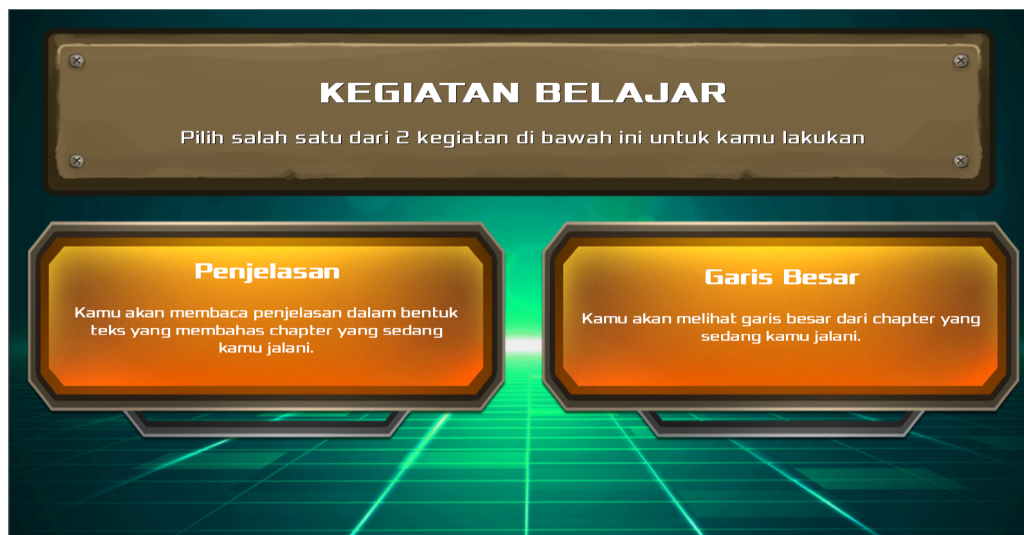 KEGIATAN BELAJAR
Pilih salah satu dari 2 kegiatan di bawah ini untuk kamu lakukan
Penjelasan
Kamu akan membaca penjelasan dalam bentuk
teks yang membahas chapter yang sedang
kamu jalani.
Garis Besar
Kamu akan melihat garis besar dari chapter yang
sedang kamu jalani.